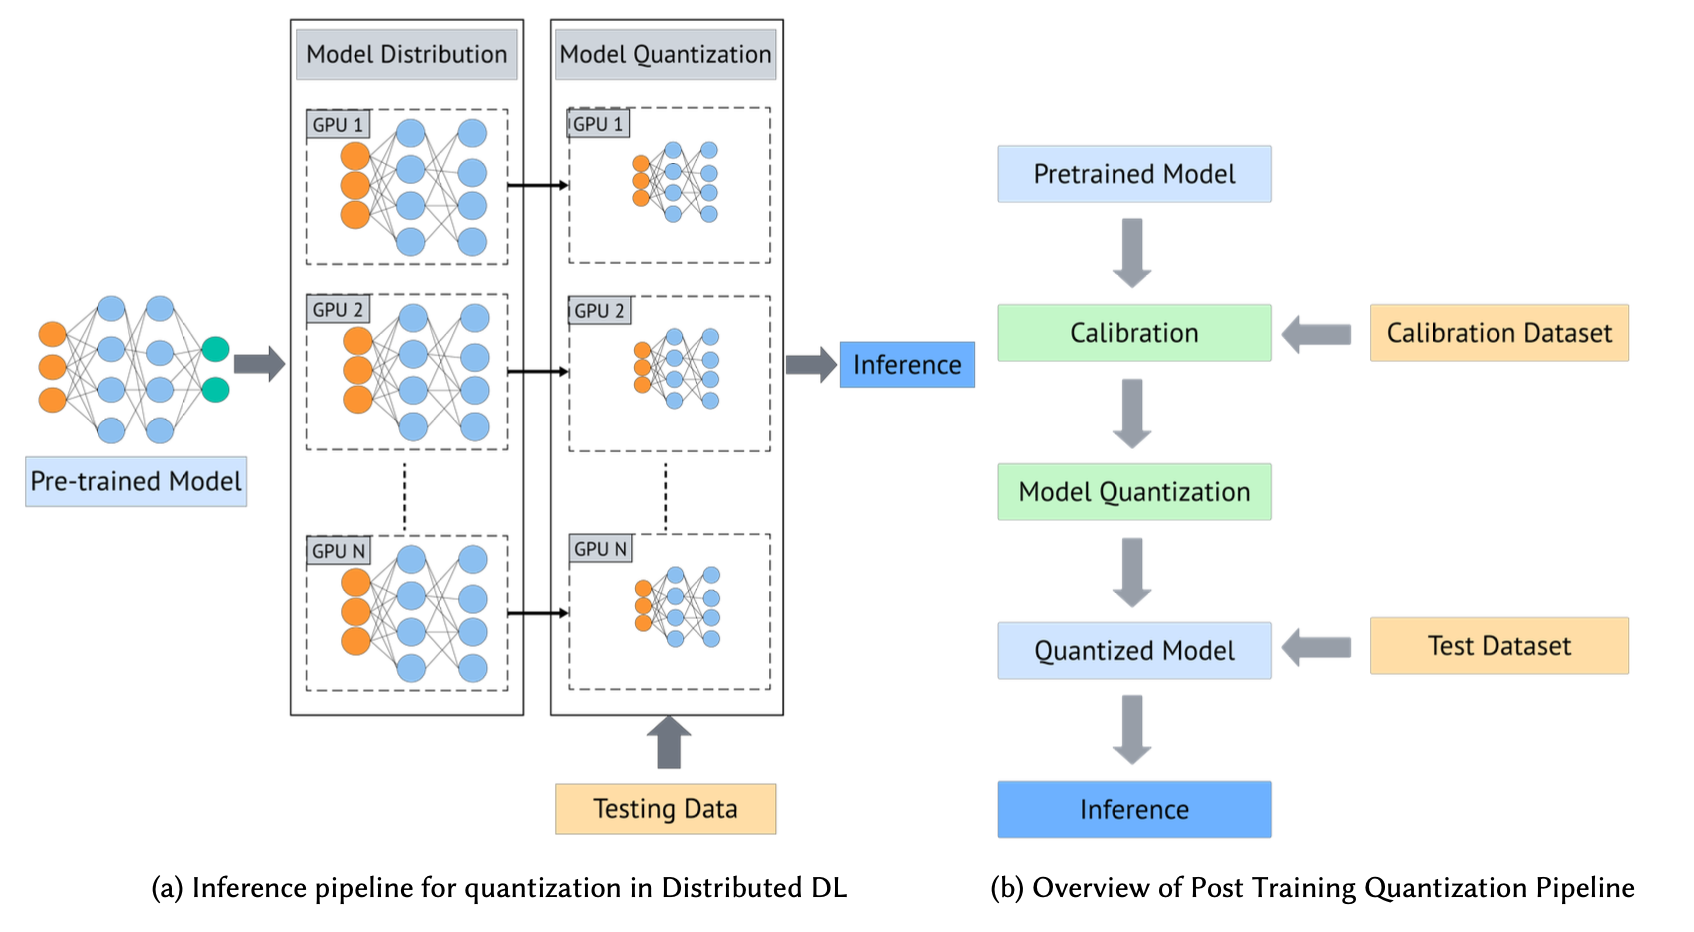 Model Distribution
Model Quantization
GPU 1
GPU 1
GPU 2
GPU 2
GPU N
GPU N
Pre-trained Model
Inference
Testing Data
(a) Inference pipeline for quantization in Distributed DL
Pretrained Model
Calibration
Calibration Dataset
Model Quantization
Quantized Model
Test Dataset
Inference
(b) Overview of Post Training Quantization Pipeline